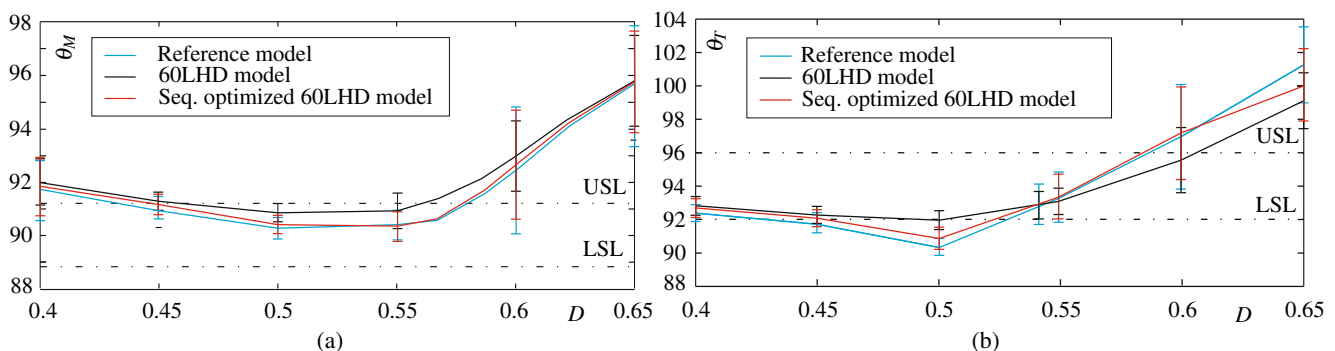 98
96
94
92
90
88
θM
Reference model
60LHD model
Seq. optimized 60LHD model
USL
LSL
0.4 0.45 0.5 0.55 0.6 D 0.65
(a)
104
102
100
98
96
94
92
90
88
θT
Reference model
60LHD model
Seq. optimized 60LHD model
USL
LSL
0.4 0.45 0.5 0.55 0.6 D 0.65
(b)